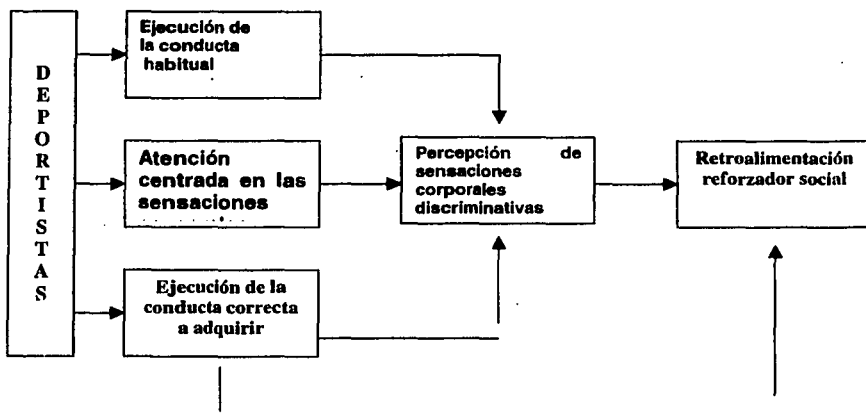 DEPORTISTAS
Ejecución de
la conducta
habitual
Atención
centrada en las
sensaciones
Ejecución de la
conducta correcta
a adquirir
Percepción de
sensaciones
corporales
discriminativas
Retroalimentación
reforzador social